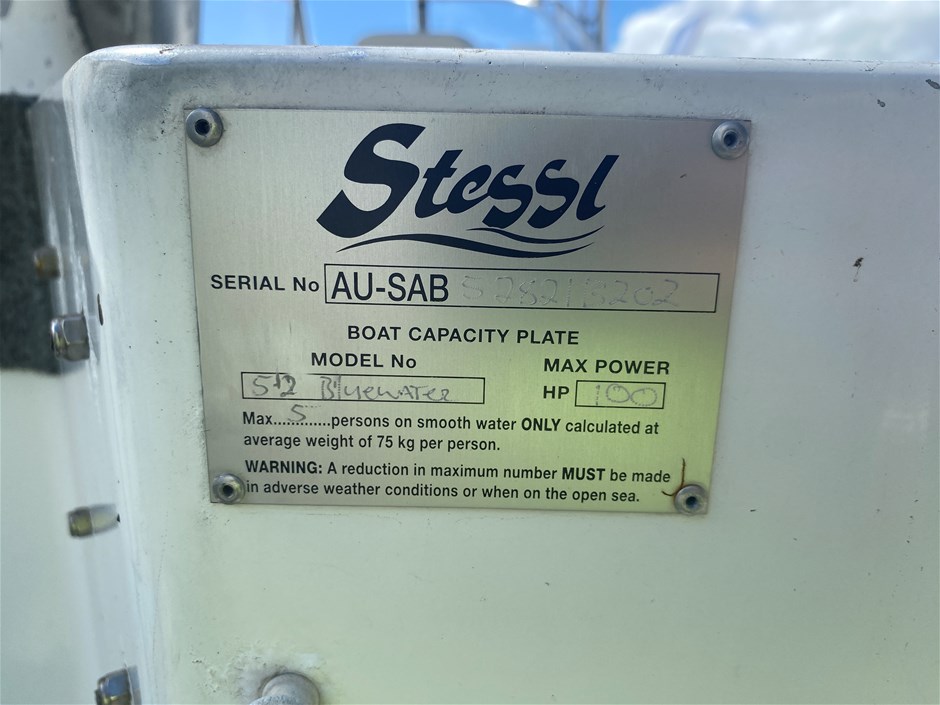 Stessl
SERIAL No AU-SAB
BOAT CAPACITY PLATE
MODEL No
MAX POWER
512 Bluewater
HP 100
Max....5.....persons on smooth water ONLY calculated at
average weight of 75 kg per person.
WARNING: A reduction in maximum number MUST be made
in adverse weather conditions or when on the open sea.